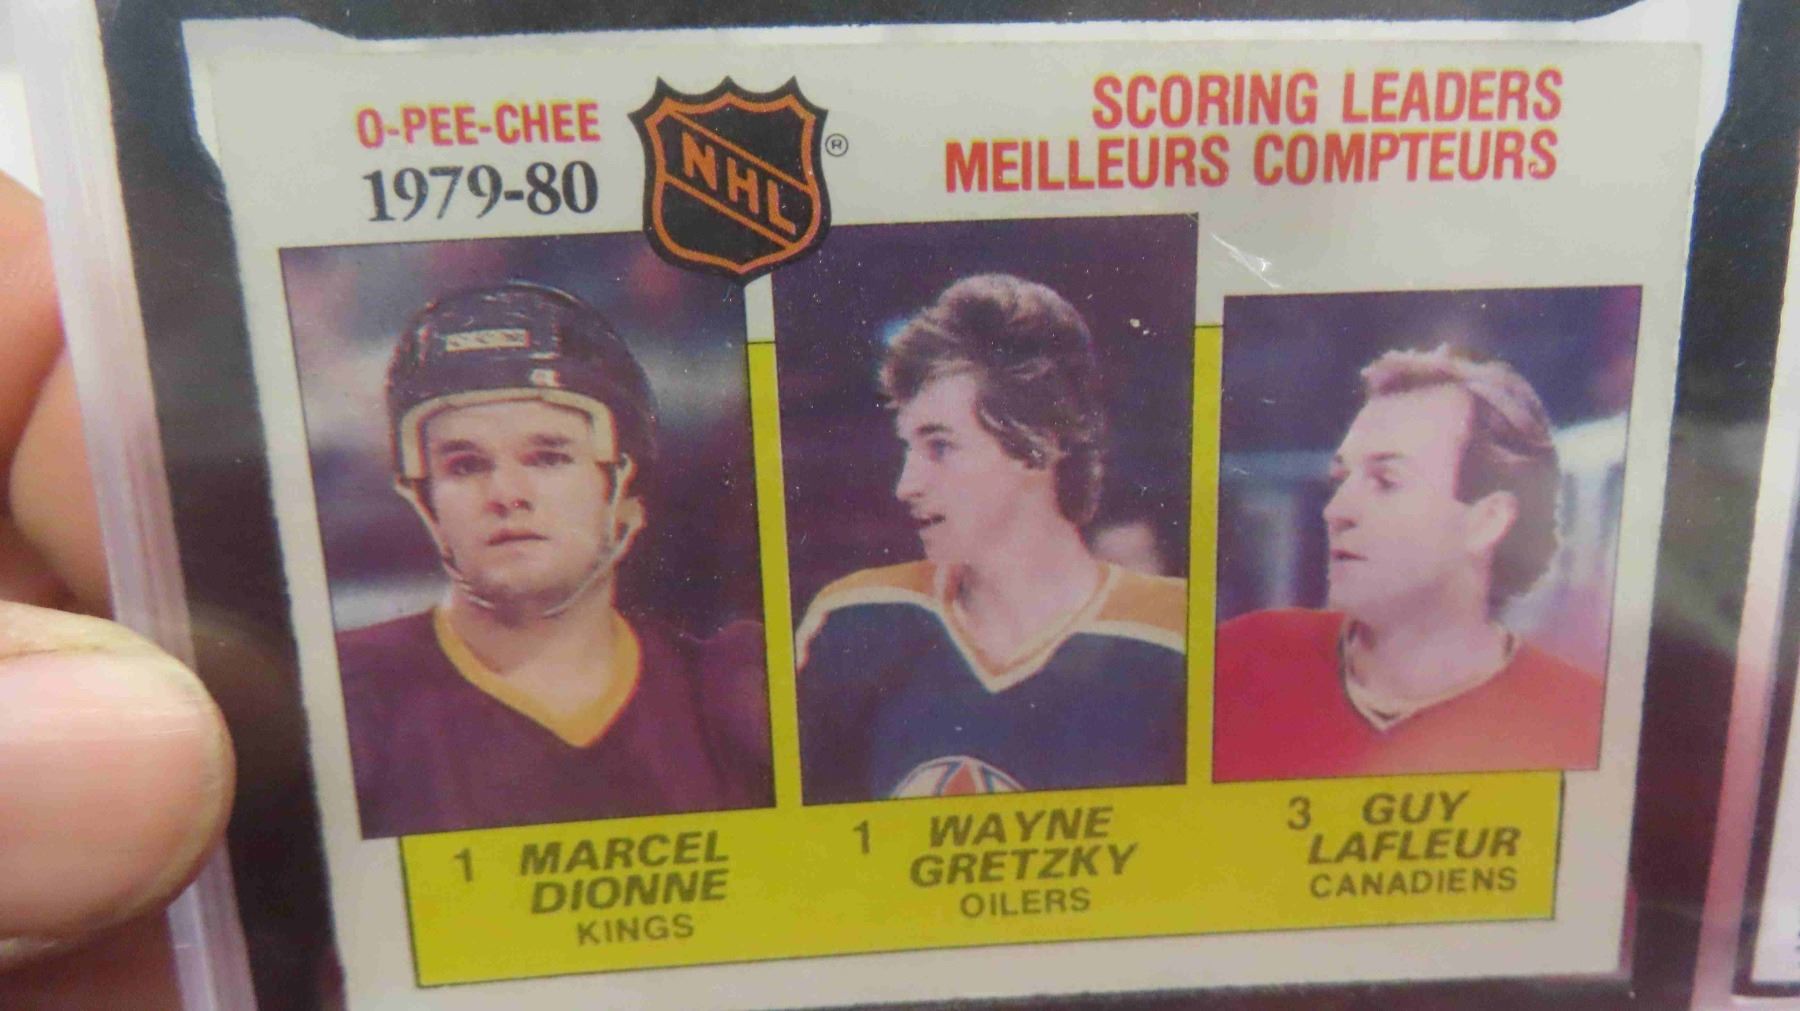 O-PEE-CHEE
1979-80
NHL
®
SCORING LEADERS
MEILLEURS COMPTEURS
1 MARCEL
DIONNE
KINGS
1 WAYNE
GRETZKY
OILERS
3 GUY
LAFLEUR
CANADIENS